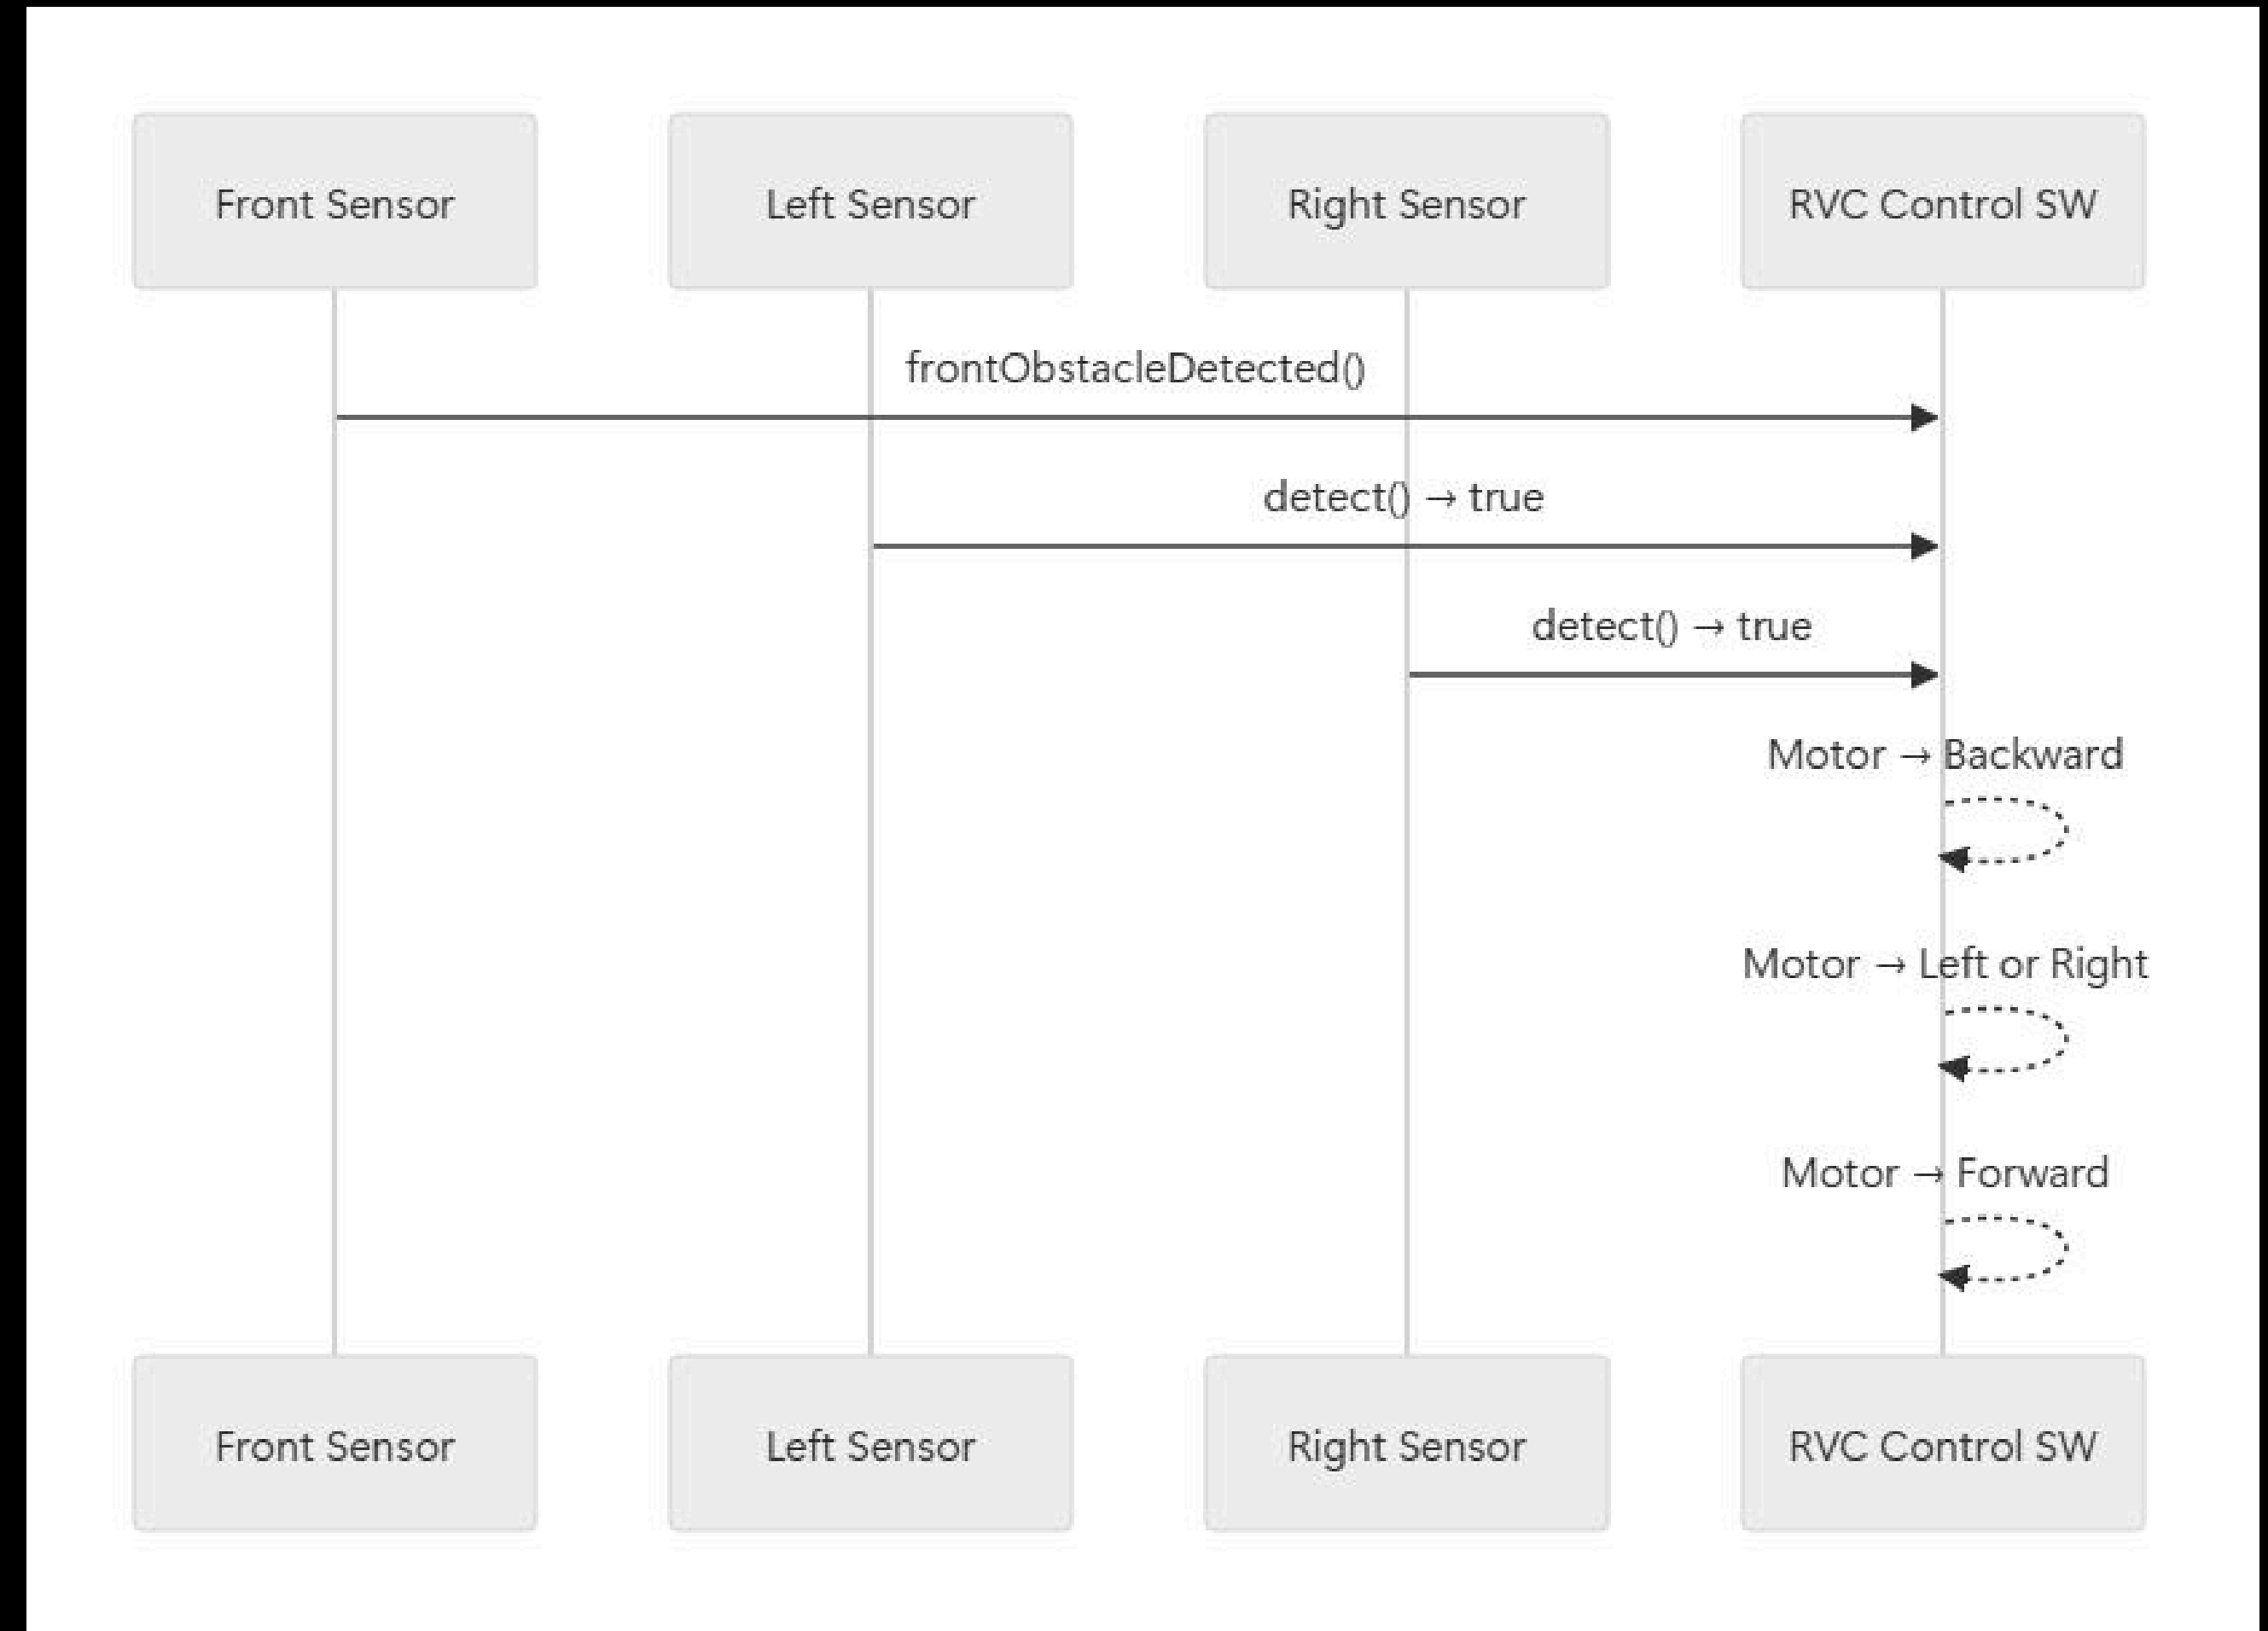 Front Sensor
Left Sensor
Right Sensor
RVC Control SW
frontObstacleDetected()
detect() → true
detect() → true
Motor → Backward
Motor → Left or Right
Motor → Forward
Front Sensor
Left Sensor
Right Sensor
RVC Control SW